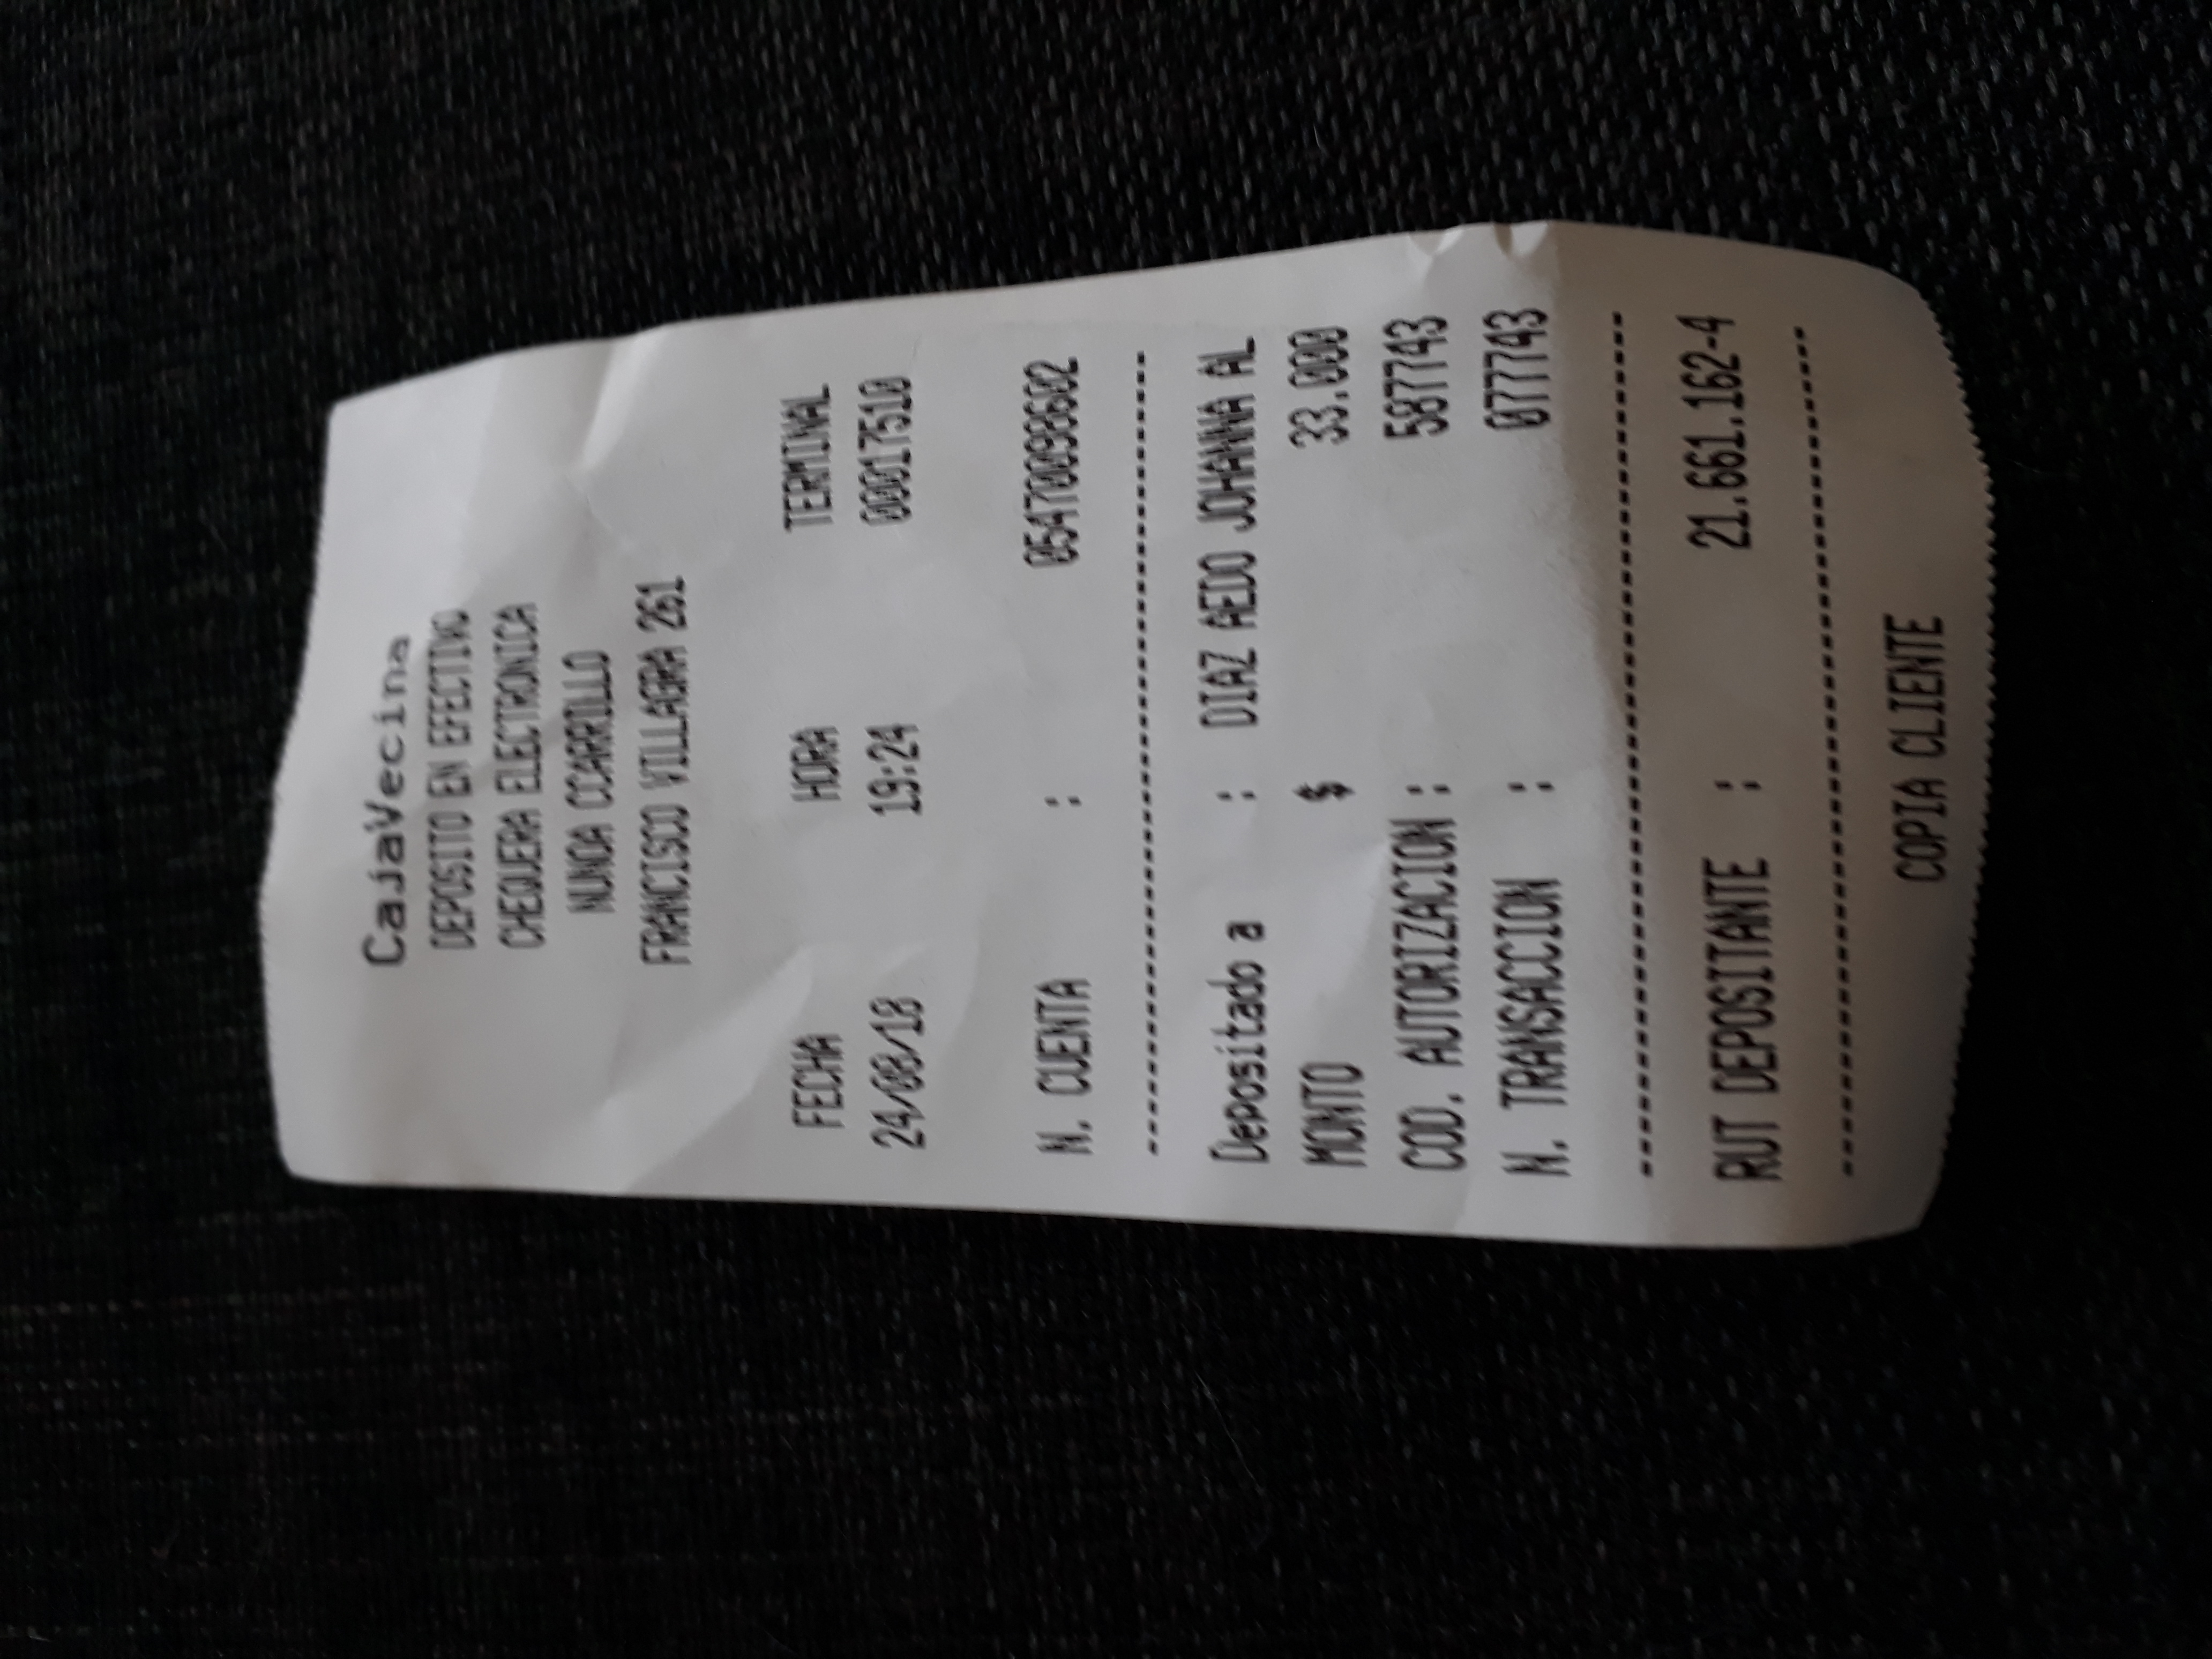 CajaVecina
DEPOSITO EN EFECTIVO
CHEQUERA ELECTRONICA
NUNOA CCARRILLO
FRANCISCO VILLAGRA 261
FECHA HORA TERMINAL
24/08/18 19:24 00017510
N. CUENTA : 05470098602
Depositado a : DIAZ AEDO JOHANNA AL
MONTO $ 33.000
COD. AUTORIZACION : 587743
N. TRANSACCION : 077743
RUT DEPOSITANTE : 21.661.162-4
COPIA CLIENTE